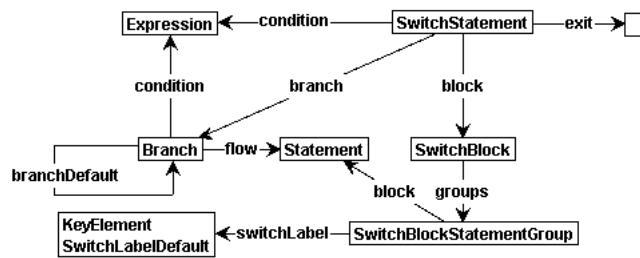 Expression
condition
SwitchStatement
exit
condition
branch
block
Branch
flow
Statement
SwitchBlock
branchDefault
block
groups
KeyElement
SwitchLabelDefault
switchLabel
SwitchBlockStatementGroup